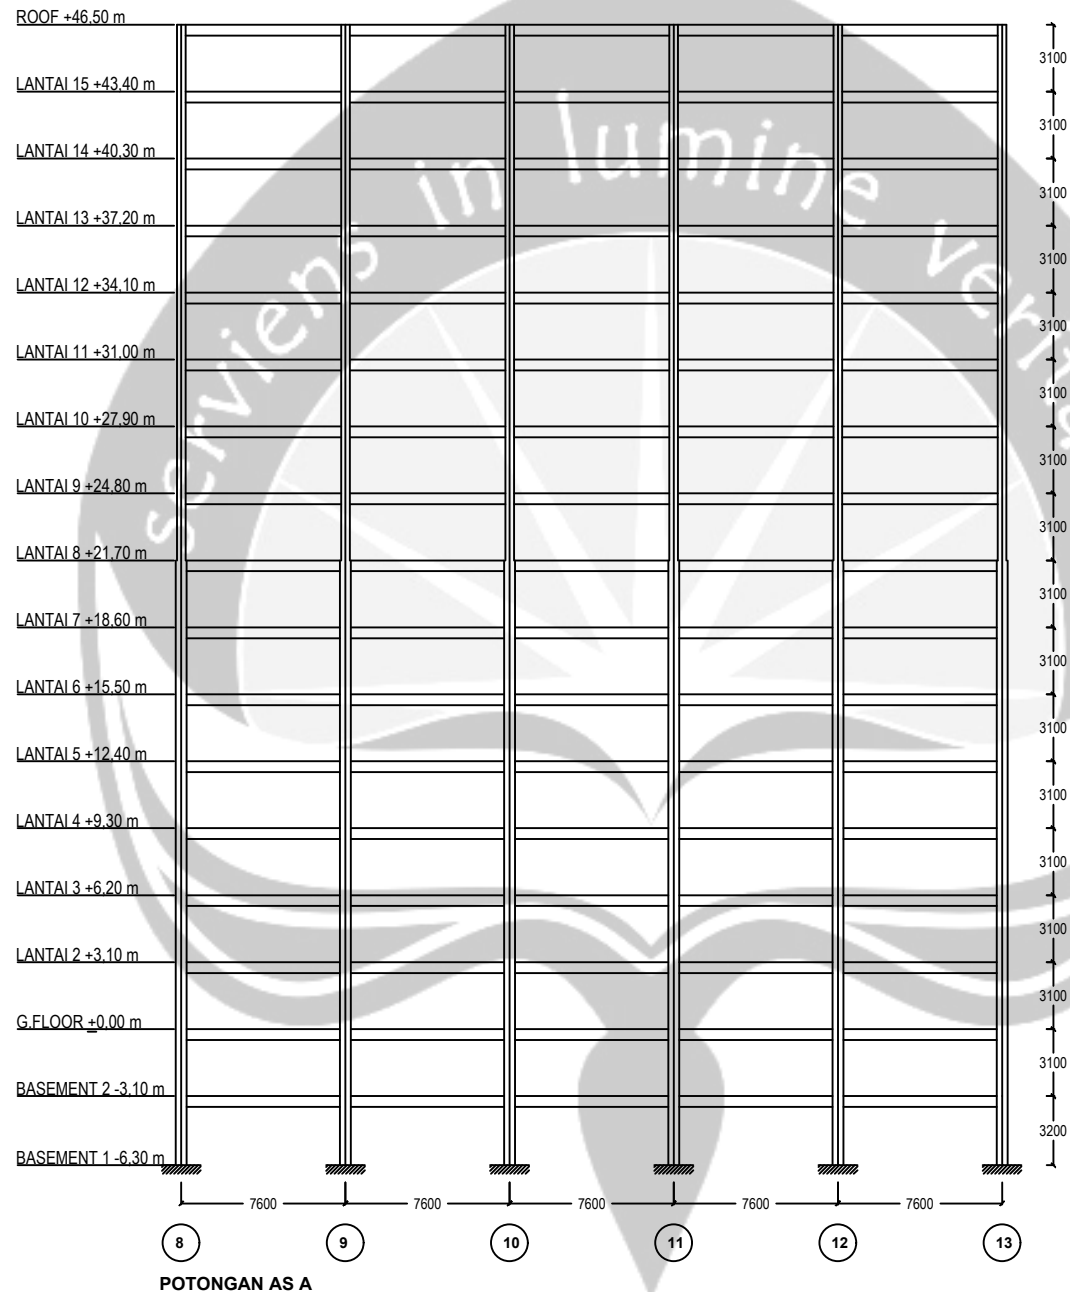 ROOF +46,50 m
3100
LANTAI 15 +43,40 m
3100
LANTAI 14 +40,30 m
3100
LANTAI 13 +37,20 m
3100
LANTAI 12 +34,10 m
3100
LANTAI 11 +31,00 m
3100
LANTAI 10 +27,90 m
3100
LANTAI 9 +24,80 m
3100
LANTAI 8 +21,70 m
3100
LANTAI 7 +18,60 m
3100
LANTAI 6 +15,50 m
3100
LANTAI 5 +12,40 m
3100
LANTAI 4 +9,30 m
3100
LANTAI 3 +6,20 m
3100
LANTAI 2 +3,10 m
3100
G.FLOOR ±0,00 m
3100
BASEMENT 2 -3,10 m
3200
BASEMENT 1 -6,30 m
7600 7600 7600 7600 7600
8 9 10 11 12 13
POTONGAN AS A
serviens in lumine